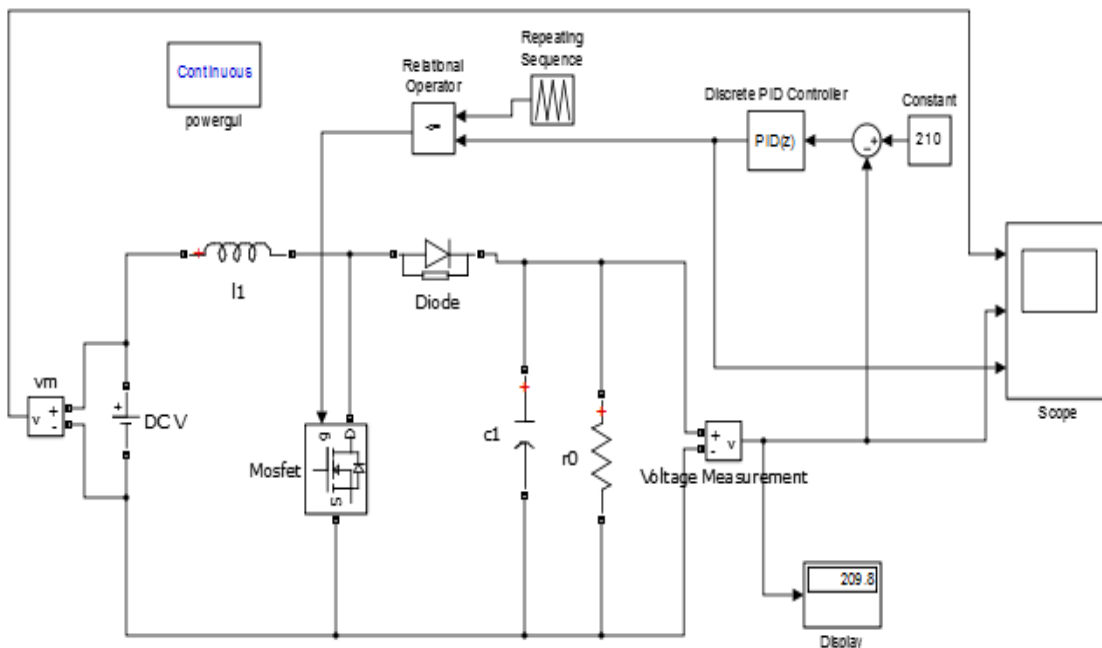 Continuous
powergui
Relational
Operator
<=
Repeating
Sequence
Discrete PID Controller
PID(z)
Constant
210
- +
l1
Diode
vm
v + -
+
DC V
Mosfet
g D S
+
c1
+
r0
+ - v
Voltage Measurement
Scope
209.8
Display